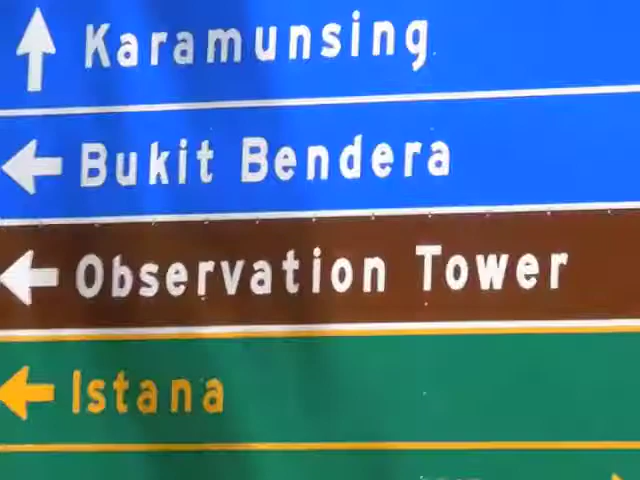 Karamunsing
Bukit Bendera
Observation Tower
Istana